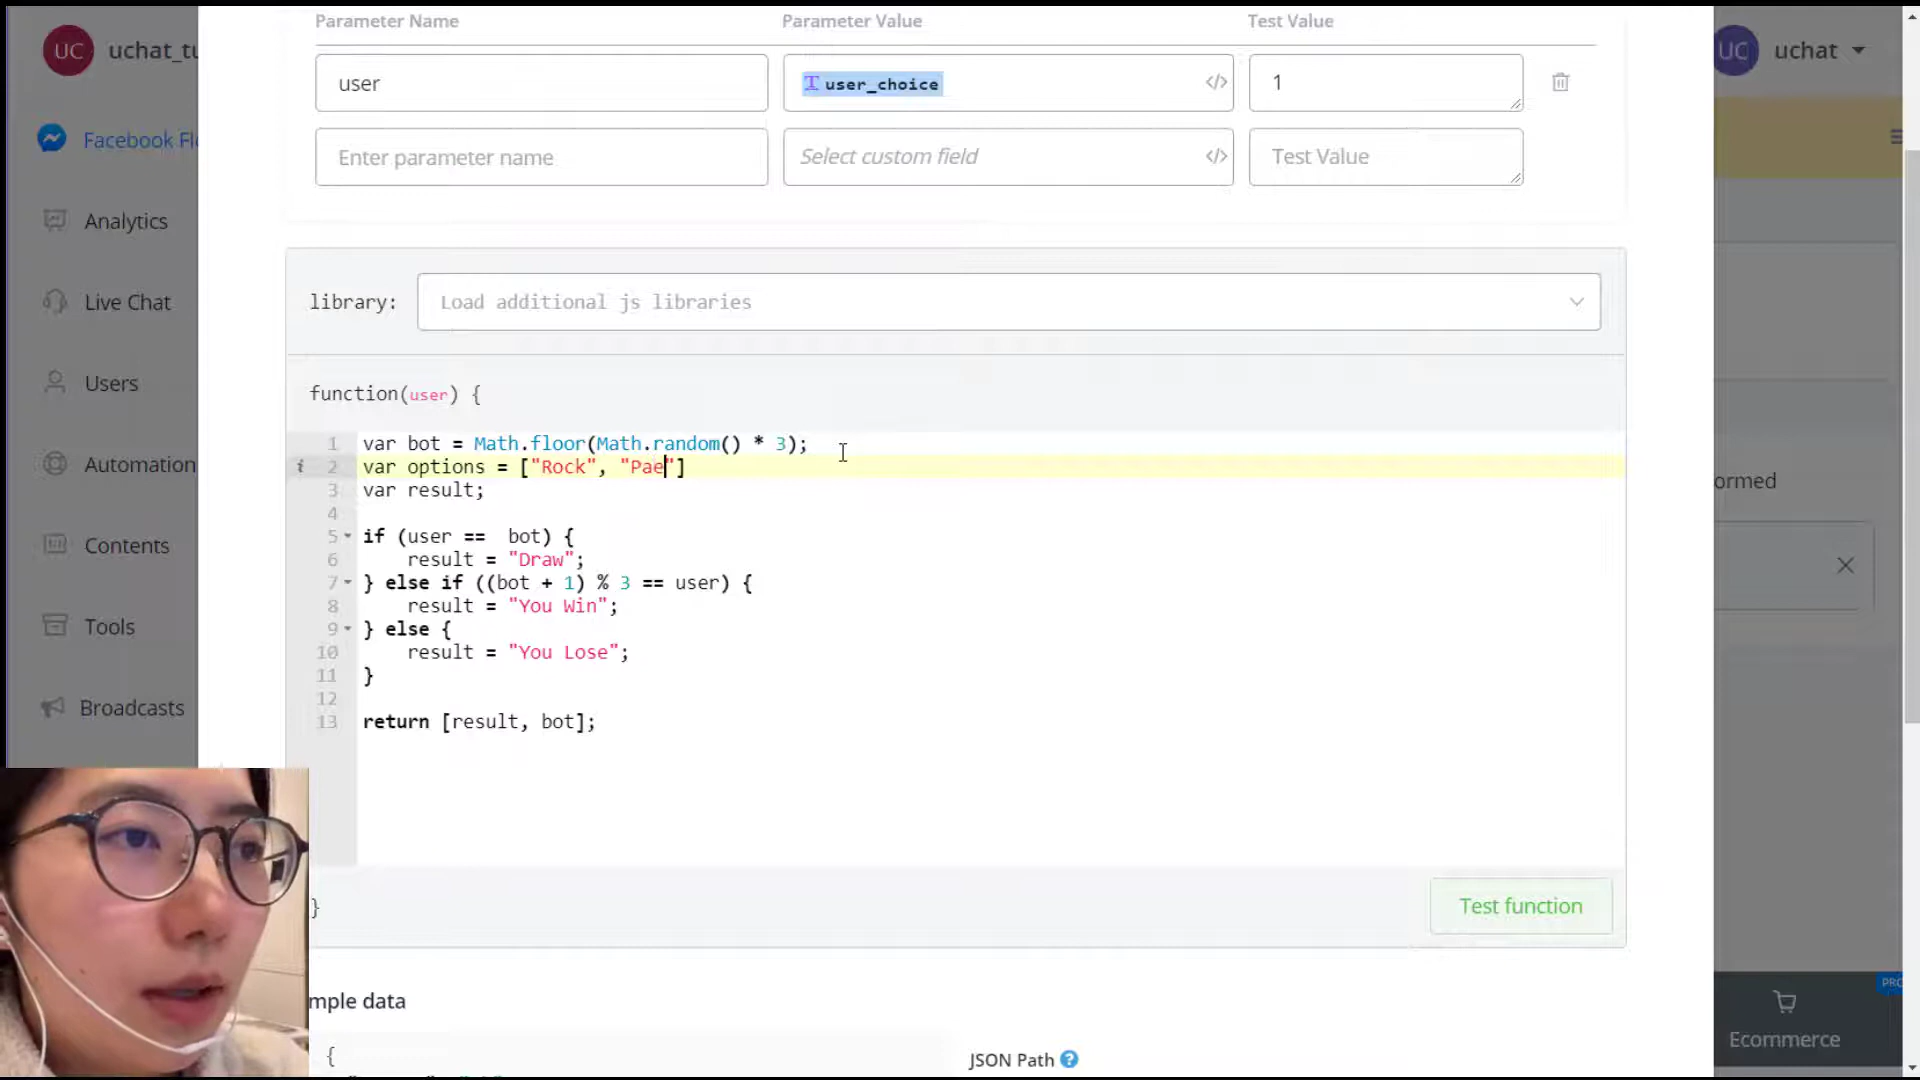 Parameter Name Parameter Value Test Value
UC uchat_tu
UC uchat
user user_choice </> 1
Facebook Flo
Enter parameter name Select custom field </> Test Value
Analytics
library: Load additional js libraries
Live Chat
Users
function(user) {
1 var bot = Math.floor(Math.random() * 3);
Automation
i 2 var options = ["Rock", "Pae"]
3 var result;
ormed
4
5 if (user ==  bot) {
Contents
6 result = "Draw";
7 } else if ((bot + 1) % 3 == user) {
8 result = "You Win";
Tools
9 } else {
10 result = "You Lose";
11 }
12
Broadcasts
13 return [result, bot];
}
Test function
PRO
mple data
Ecommerce
{
JSON Path ?